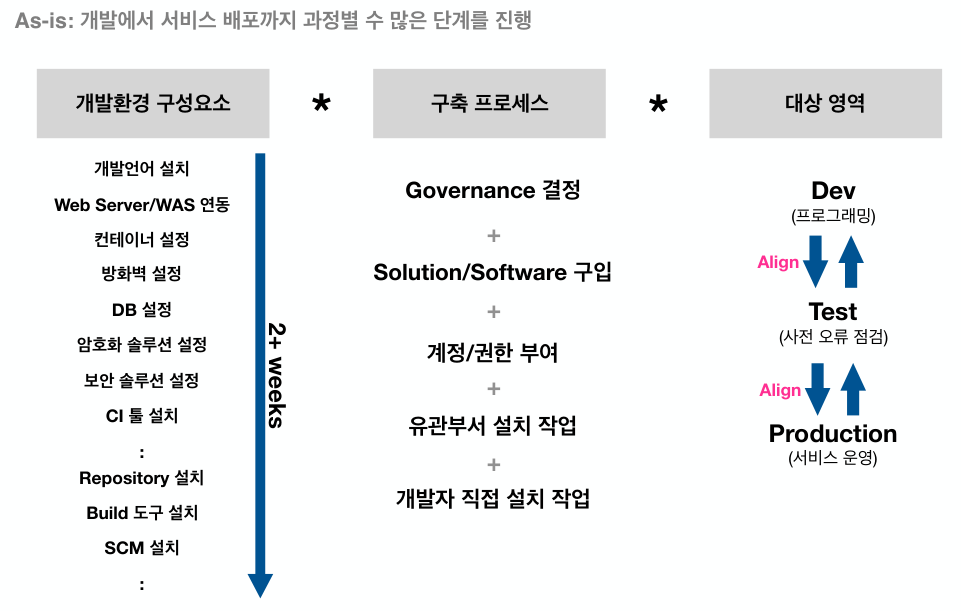 As-is: 개발에서 서비스 배포까지 과정별 수 많은 단계를 진행
개발환경 구성요소
*
구축 프로세스
*
대상 영역
개발언어 설치
Web Server/WAS 연동
컨테이너 설정
방화벽 설정
DB 설정
암호화 솔루션 설정
보안 솔루션 설정
CI 툴 설치
:
Repository 설치
Build 도구 설치
SCM 설치
:
2+ weeks
Governance 결정
+
Solution/Software 구입
+
계정/권한 부여
+
유관부서 설치 작업
+
개발자 직접 설치 작업
Dev
(프로그래밍)
Align
Test
(사전 오류 점검)
Align
Production
(서비스 운영)